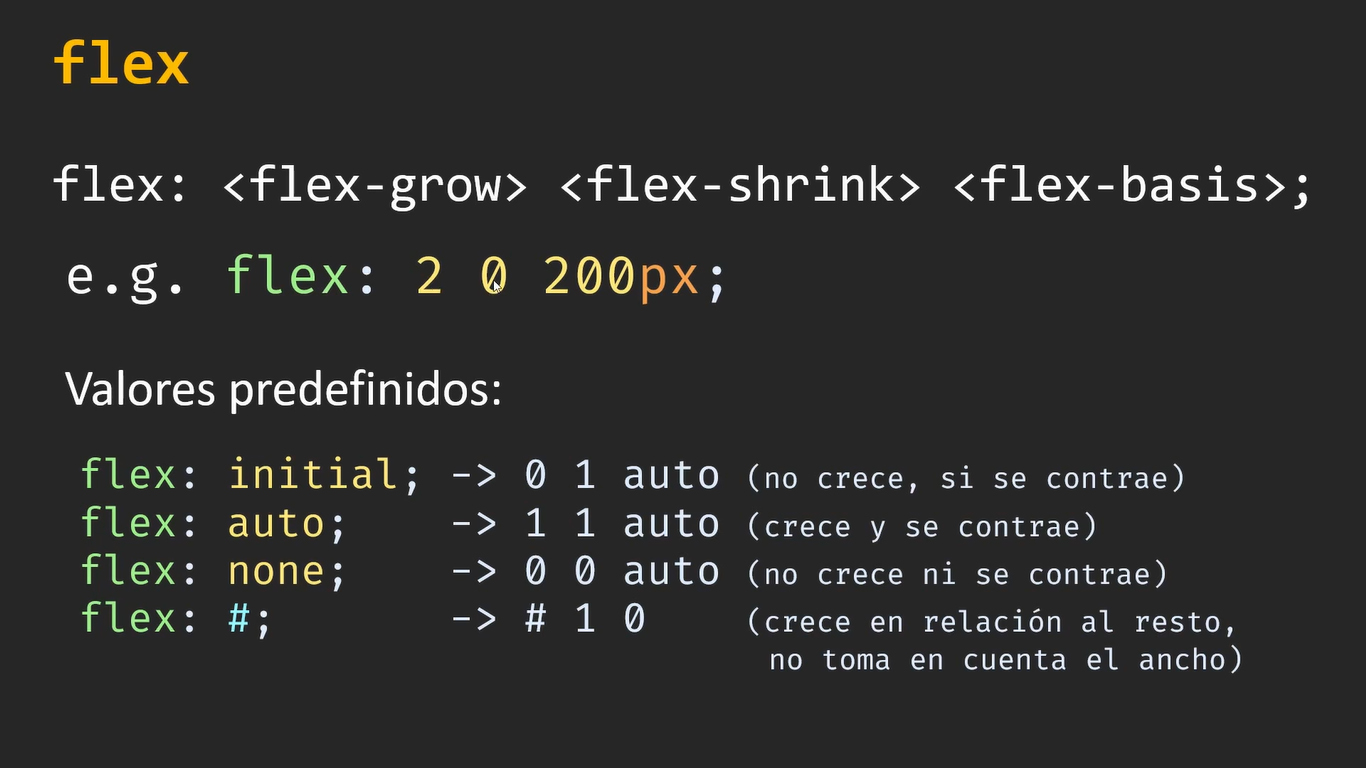 flex
flex: <flex-grow> <flex-shrink> <flex-basis>;
e.g. flex: 2 0 200px;
Valores predefinidos:
flex: initial; -> 0 1 auto (no crece, si se contrae)
flex: auto; -> 1 1 auto (crece y se contrae)
flex: none; -> 0 0 auto (no crece ni se contrae)
flex: #; -> # 1 0 (crece en relación al resto,
no toma en cuenta el ancho)